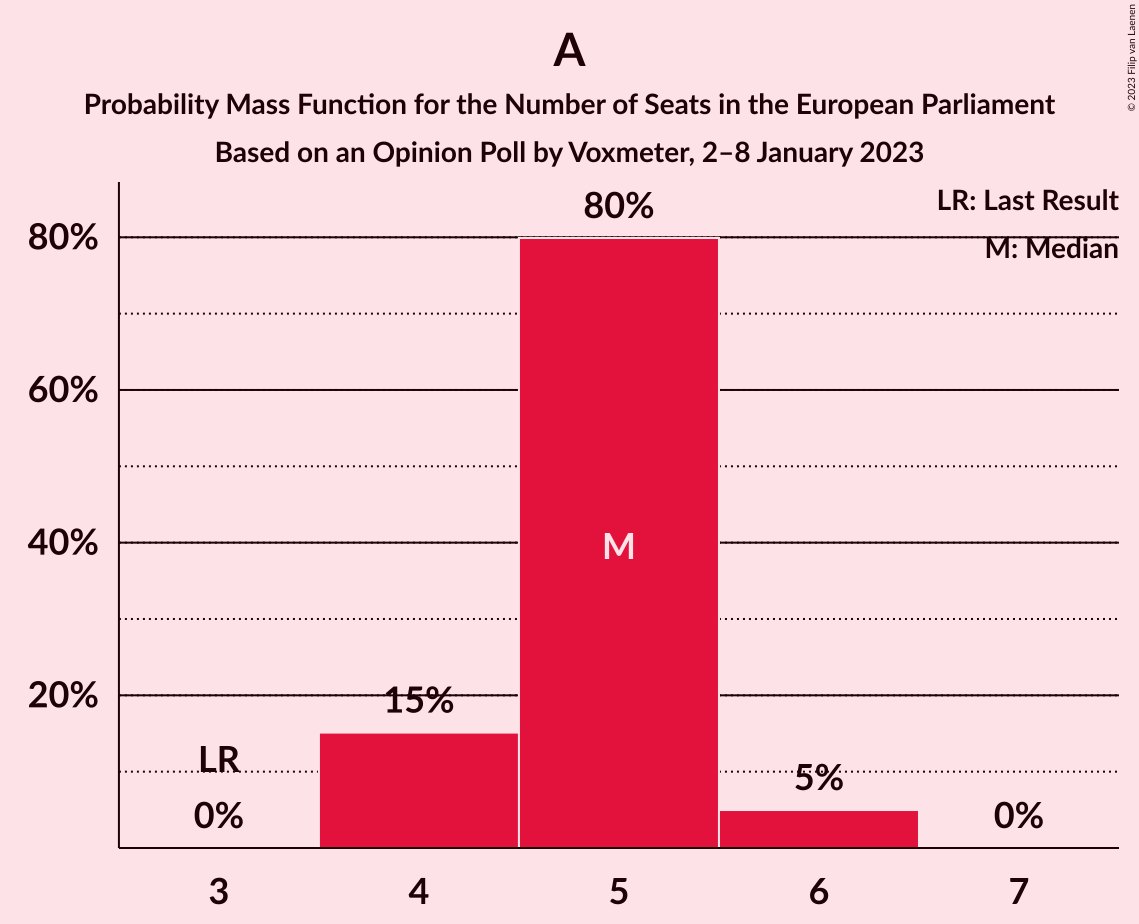 A
Probability Mass Function for the Number of Seats in the European Parliament
Based on an Opinion Poll by Voxmeter, 2–8 January 2023
© 2023 Filip van Laenen
LR: Last Result
M: Median
80%
80%
60%
40%
20%
M
15%
LR
0%
5%
0%
3 4 5 6 7